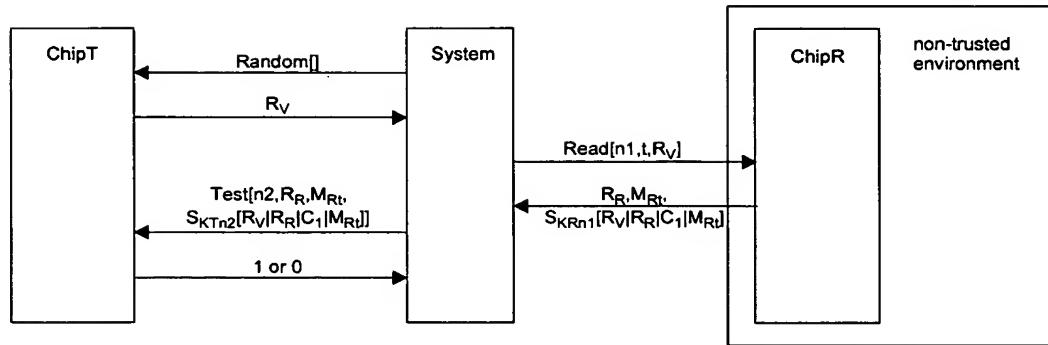 ChipT
System
ChipR
non-trusted
environment
Random[]
R_V
Read[n1,t,R_V]
Test[n2,R_R,M_Rt,
S_KTn2[R_V|R_R|C_1|M_Rt]]
R_R,M_Rt,
S_KRn1[R_V|R_R|C_1|M_Rt]
1 or 0